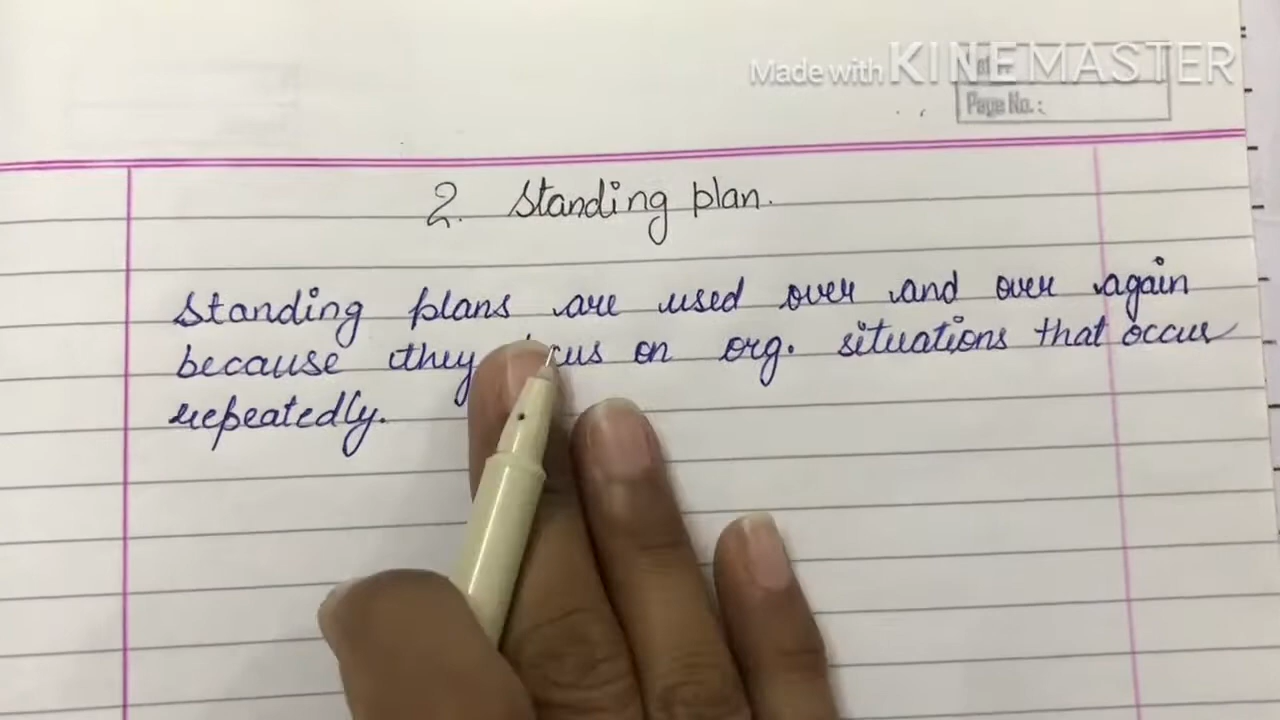 Made with KINEMASTER
Page No.:
2. Standing plan.
Standing plans are used over and over again
because they focus on org. situations that occur
repeatedly.